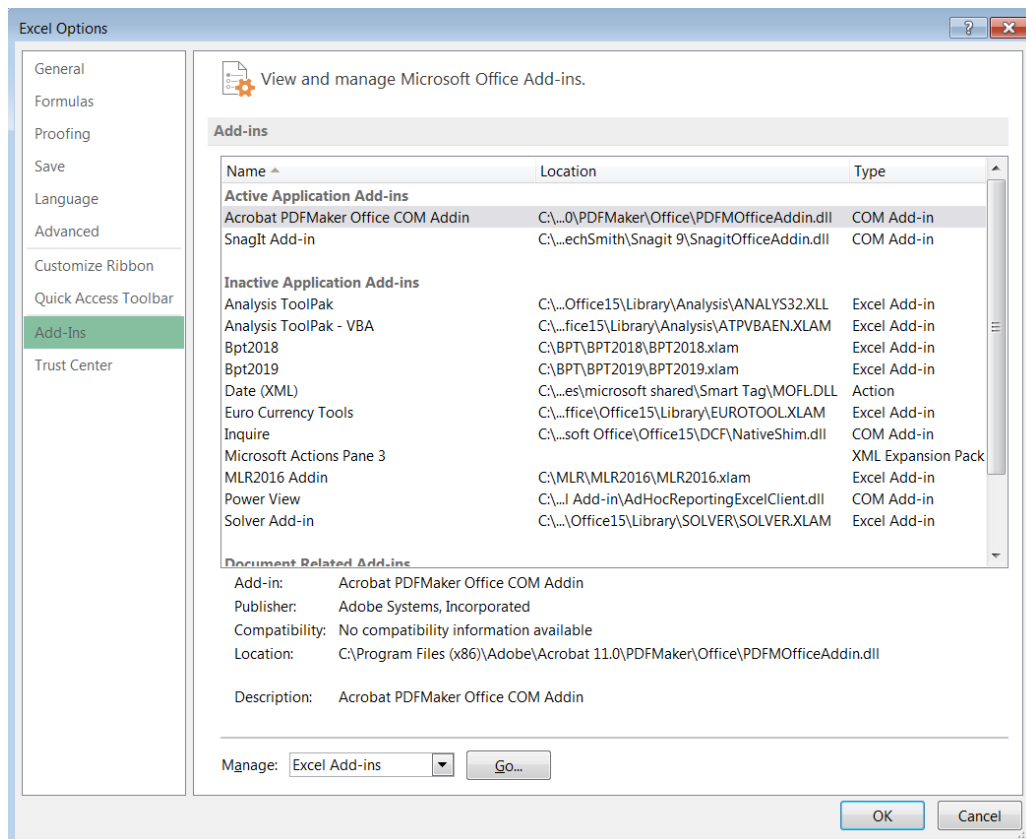 Excel Options
General
Formulas
Proofing
Save
Language
Advanced
Customize Ribbon
Quick Access Toolbar
Add-Ins
Trust Center
View and manage Microsoft Office Add-ins.
Add-ins
Name Location Type
Active Application Add-ins
Acrobat PDFMaker Office COM Addin C:\...0\PDFMaker\Office\PDFMOfficeAddin.dll COM Add-in
SnagIt Add-in C:\...echSmith\Snagit 9\SnagitOfficeAddin.dll COM Add-in
Inactive Application Add-ins
Analysis ToolPak C:\...Office15\Library\Analysis\ANALYS32.XLL Excel Add-in
Analysis ToolPak - VBA C:\...fice15\Library\Analysis\ATPVBAEN.XLAM Excel Add-in
Bpt2018 C:\BPT\BPT2018\BPT2018.xlam Excel Add-in
Bpt2019 C:\BPT\BPT2019\BPT2019.xlam Excel Add-in
Date (XML) C:\...es\microsoft shared\Smart Tag\MOFL.DLL Action
Euro Currency Tools C:\...ffice\Office15\Library\EUROTOOL.XLAM Excel Add-in
Inquire C:\...soft Office\Office15\DCF\NativeShim.dll COM Add-in
Microsoft Actions Pane 3 XML Expansion Pack
MLR2016 Addin C:\MLR\MLR2016\MLR2016.xlam Excel Add-in
Power View C:\...l Add-in\AdHocReportingExcelClient.dll COM Add-in
Solver Add-in C:\...\Office15\Library\SOLVER\SOLVER.XLAM Excel Add-in
Document Related Add-ins
Add-in: Acrobat PDFMaker Office COM Addin
Publisher: Adobe Systems, Incorporated
Compatibility: No compatibility information available
Location: C:\Program Files (x86)\Adobe\Acrobat 11.0\PDFMaker\Office\PDFMOfficeAddin.dll
Description: Acrobat PDFMaker Office COM Addin
Manage: Excel Add-ins Go...
OK Cancel